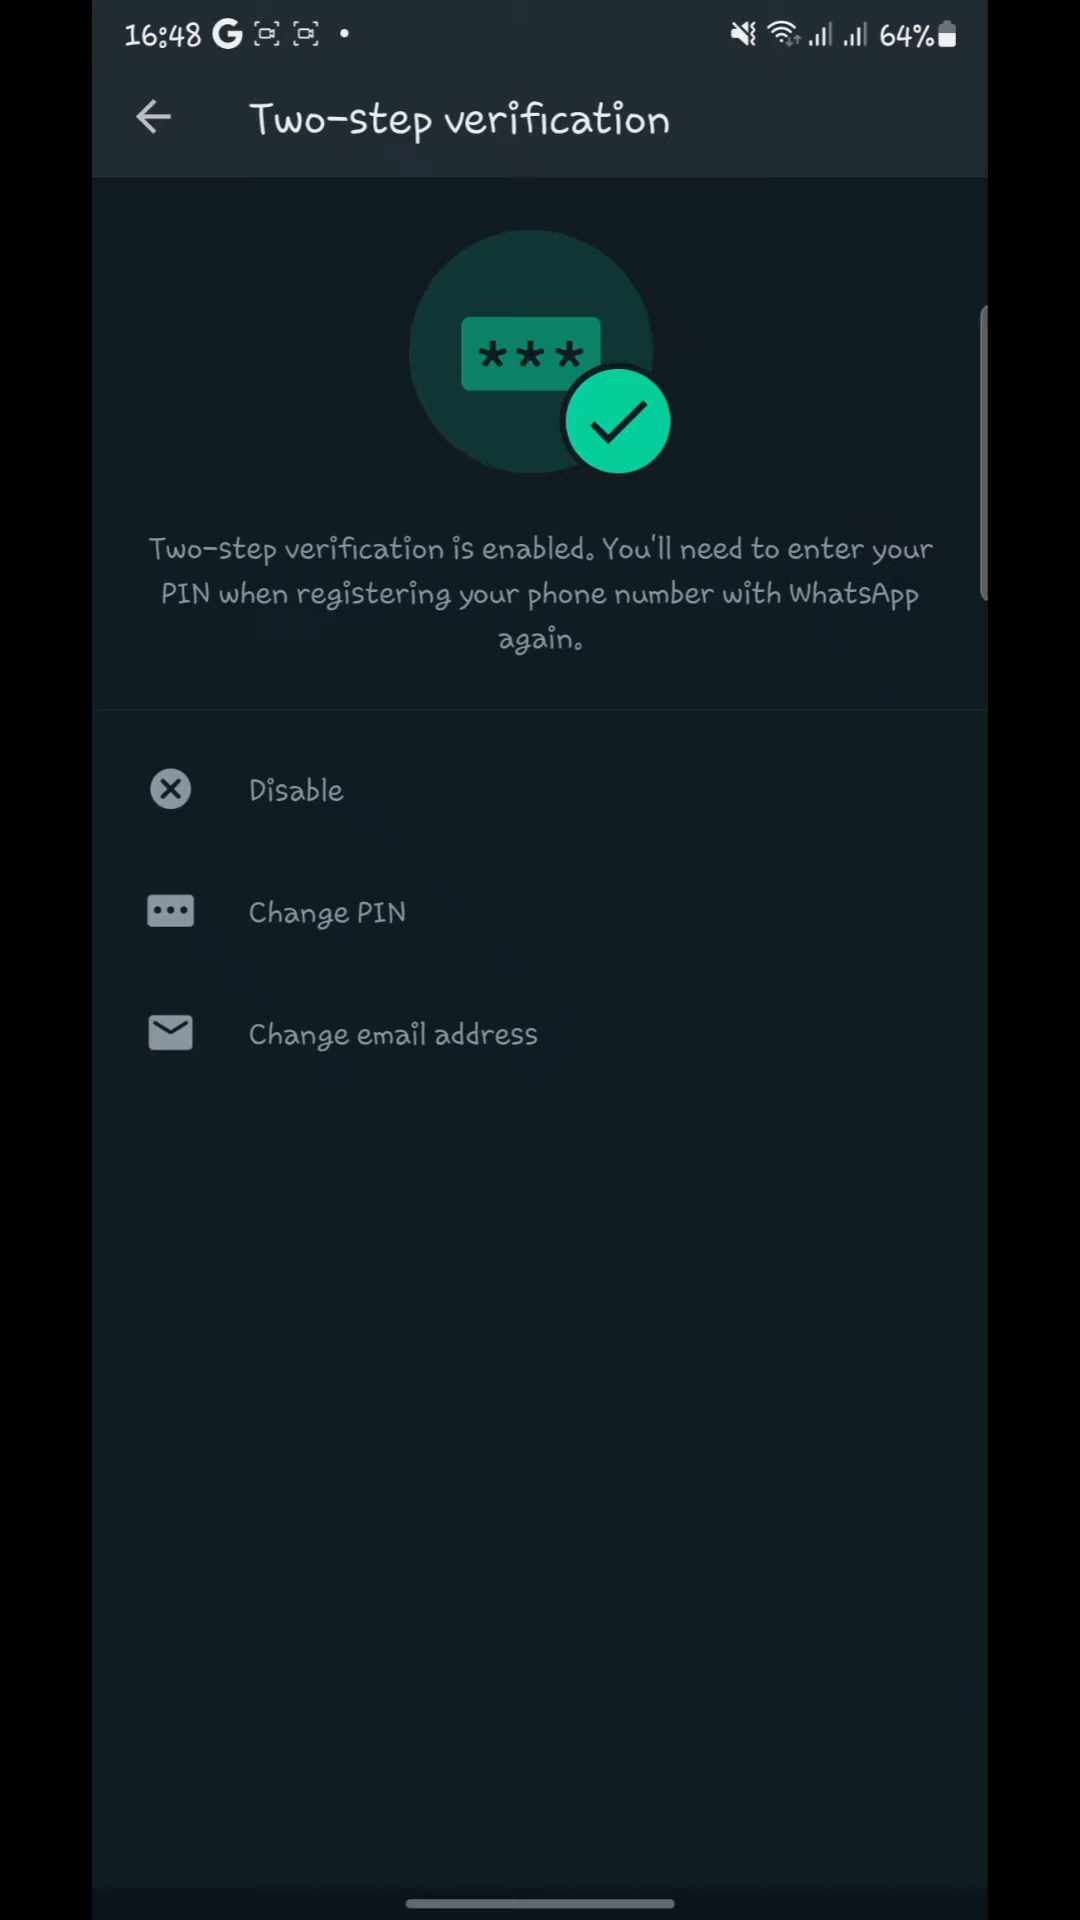 16:48 G 64%
Two-step verification
***
Two-step verification is enabled. You'll need to enter your
PIN when registering your phone number with WhatsApp
again.
Disable
Change PIN
Change email address